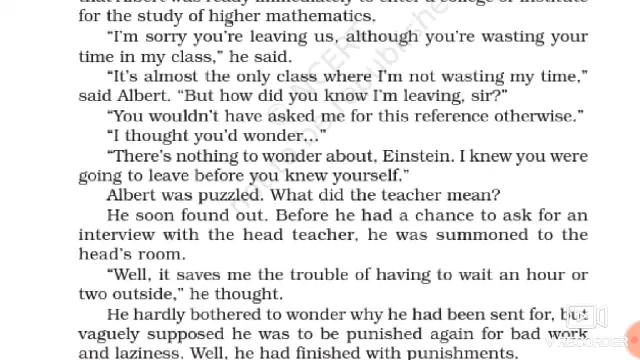 that Albert was ready immediately to enter a college or institute
for the study of higher mathematics.
"I'm sorry you're leaving us, although you're wasting your
time in my class," he said.
"It's almost the only class where I'm not wasting my time,"
said Albert. "But how did you know I'm leaving, sir?"
"You wouldn't have asked me for this reference otherwise."
"I thought you'd wonder..."
"There's nothing to wonder about, Einstein. I knew you were
going to leave before you knew yourself."
Albert was puzzled. What did the teacher mean?
He soon found out. Before he had a chance to ask for an
interview with the head teacher, he was summoned to the
head's room.
"Well, it saves me the trouble of having to wait an hour or
two outside," he thought.
He hardly bothered to wonder why he had been sent for, but
vaguely supposed he was to be punished again for bad work
and laziness. Well, he had finished with punishments.